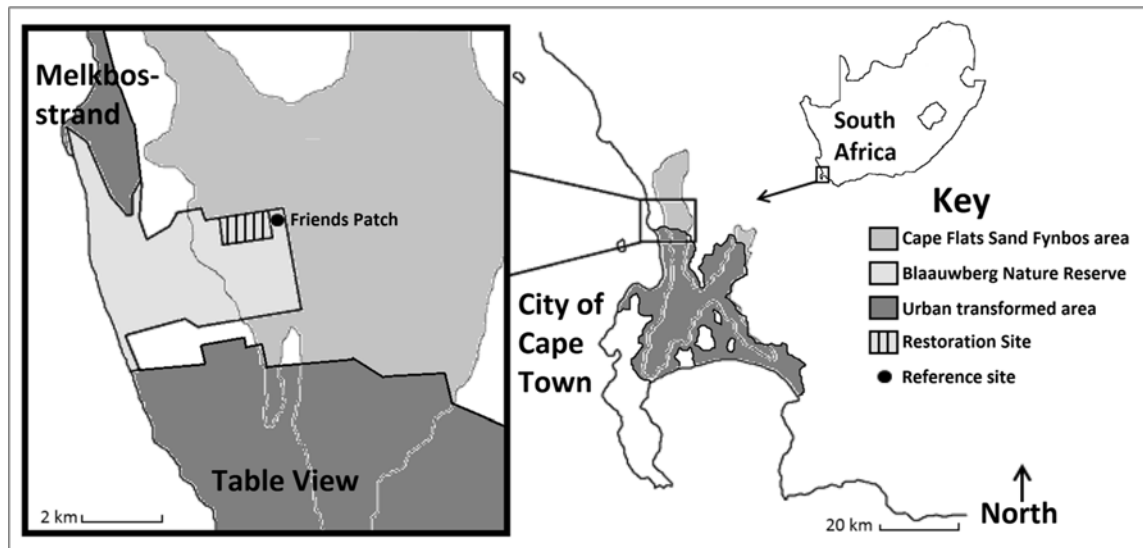 Melkbos-
strand
Friends Patch
Table View
2 km
South
Africa
City of
Cape
Town
Key
Cape Flats Sand Fynbos area
Blaauwberg Nature Reserve
Urban transformed area
Restoration Site
Reference site
North
20 km